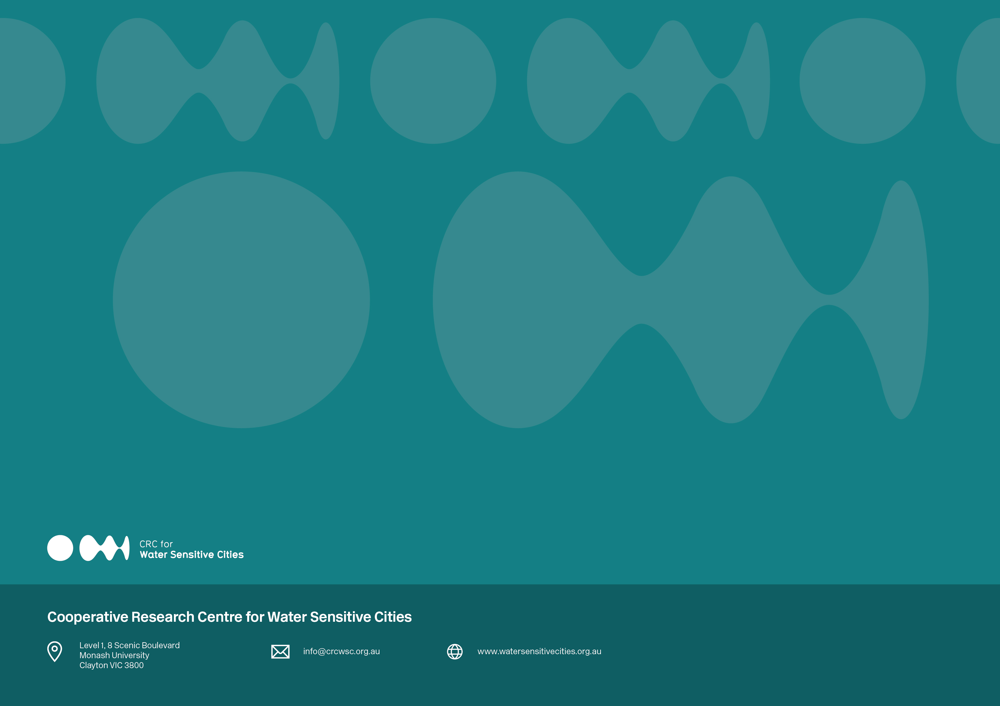 CRC for
Water Sensitive Cities
Cooperative Research Centre for Water Sensitive Cities
Level 1, 8 Scenic Boulevard
Monash University
Clayton VIC 3800
info@crcwsc.org.au
www.watersensitivecities.org.au